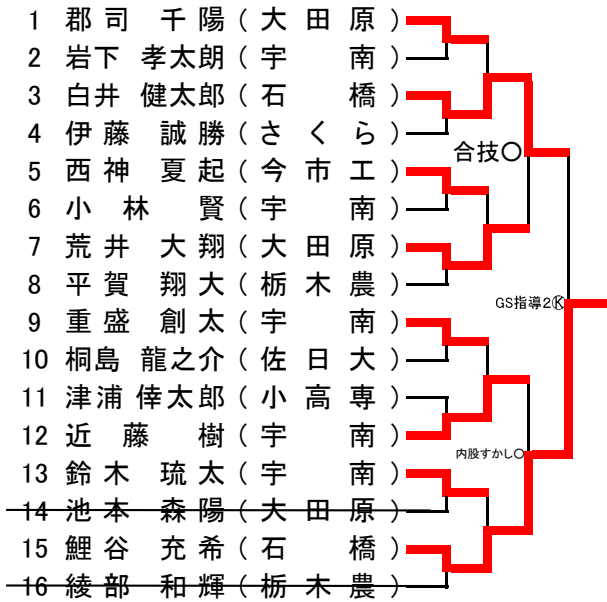 1 郡司 千陽(大田原)
2 岩下 孝太朗(宇南)
3 白井 健太郎(石橋)
4 伊藤 誠勝(さくら)
合技〇
5 西神 夏起(今市工)
6 小林 賢(宇南)
7 荒井 大翔(大田原)
8 平賀 翔大(栃木農)
GS指導2Ⓚ
9 重盛 創太(宇南)
10 桐島 龍之介(佐日大)
11 津浦 倖太郎(小高専)
12 近藤 樹(宇南)
内股すかし〇
13 鈴木 琉太(宇南)
14 池本 森陽(大田原)
15 鯉谷 充希(石橋)
16 綾部 和輝(栃木農)